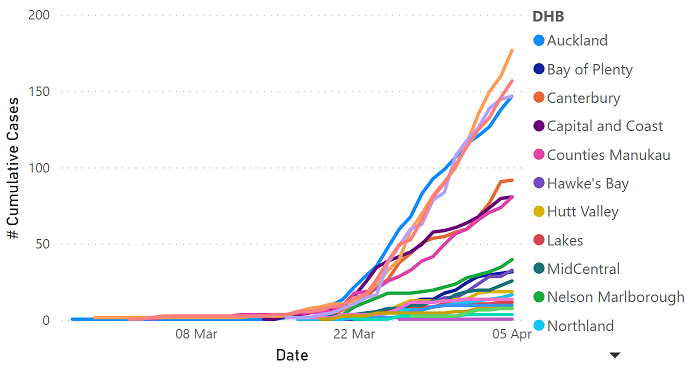 DHB
200
150
100
50
0
# Cumulative Cases
08 Mar
22 Mar
05 Apr
Date
Auckland
Bay of Plenty
Canterbury
Capital and Coast
Counties Manukau
Hawke's Bay
Hutt Valley
Lakes
MidCentral
Nelson Marlborough
Northland